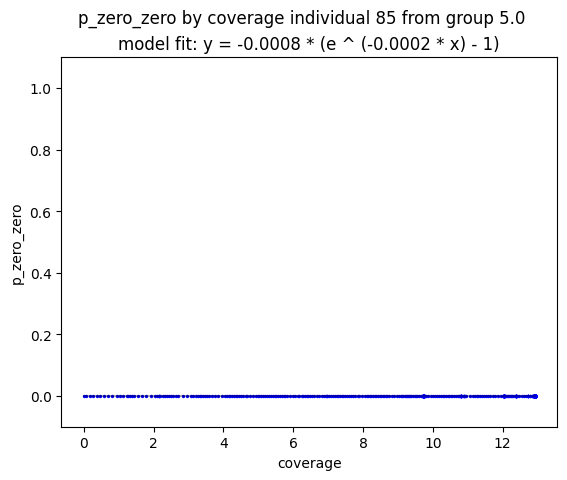 p_zero_zero by coverage individual 85 from group 5.0
model fit: y = -0.0008 * (e ^ (-0.0002 * x) - 1)
1.0
0.8
0.6
0.4
0.2
0.0
p_zero_zero
0 2 4 6 8 10 12
coverage